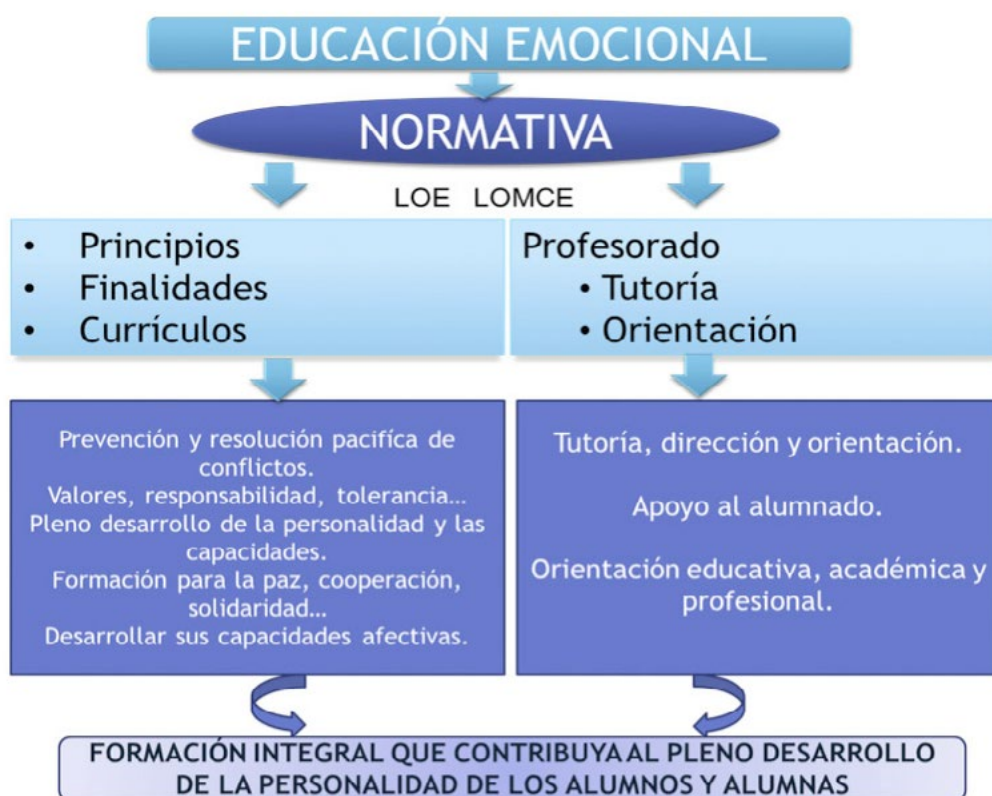 EDUCACIÓN EMOCIONAL
NORMATIVA
LOE LOMCE
• Principios
• Finalidades
• Currículos
Profesorado
• Tutoría
• Orientación
Prevención y resolución pacifíca de
conflictos.
Valores, responsabilidad, tolerancia...
Pleno desarrollo de la personalidad y las
capacidades.
Formación para la paz, cooperación,
solidaridad...
Desarrollar sus capacidades afectivas.
Tutoría, dirección y orientación.
Apoyo al alumnado.
Orientación educativa, académica y
profesional.
FORMACIÓN INTEGRAL QUE CONTRIBUYA AL PLENO DESARROLLO
DE LA PERSONALIDAD DE LOS ALUMNOS Y ALUMNAS